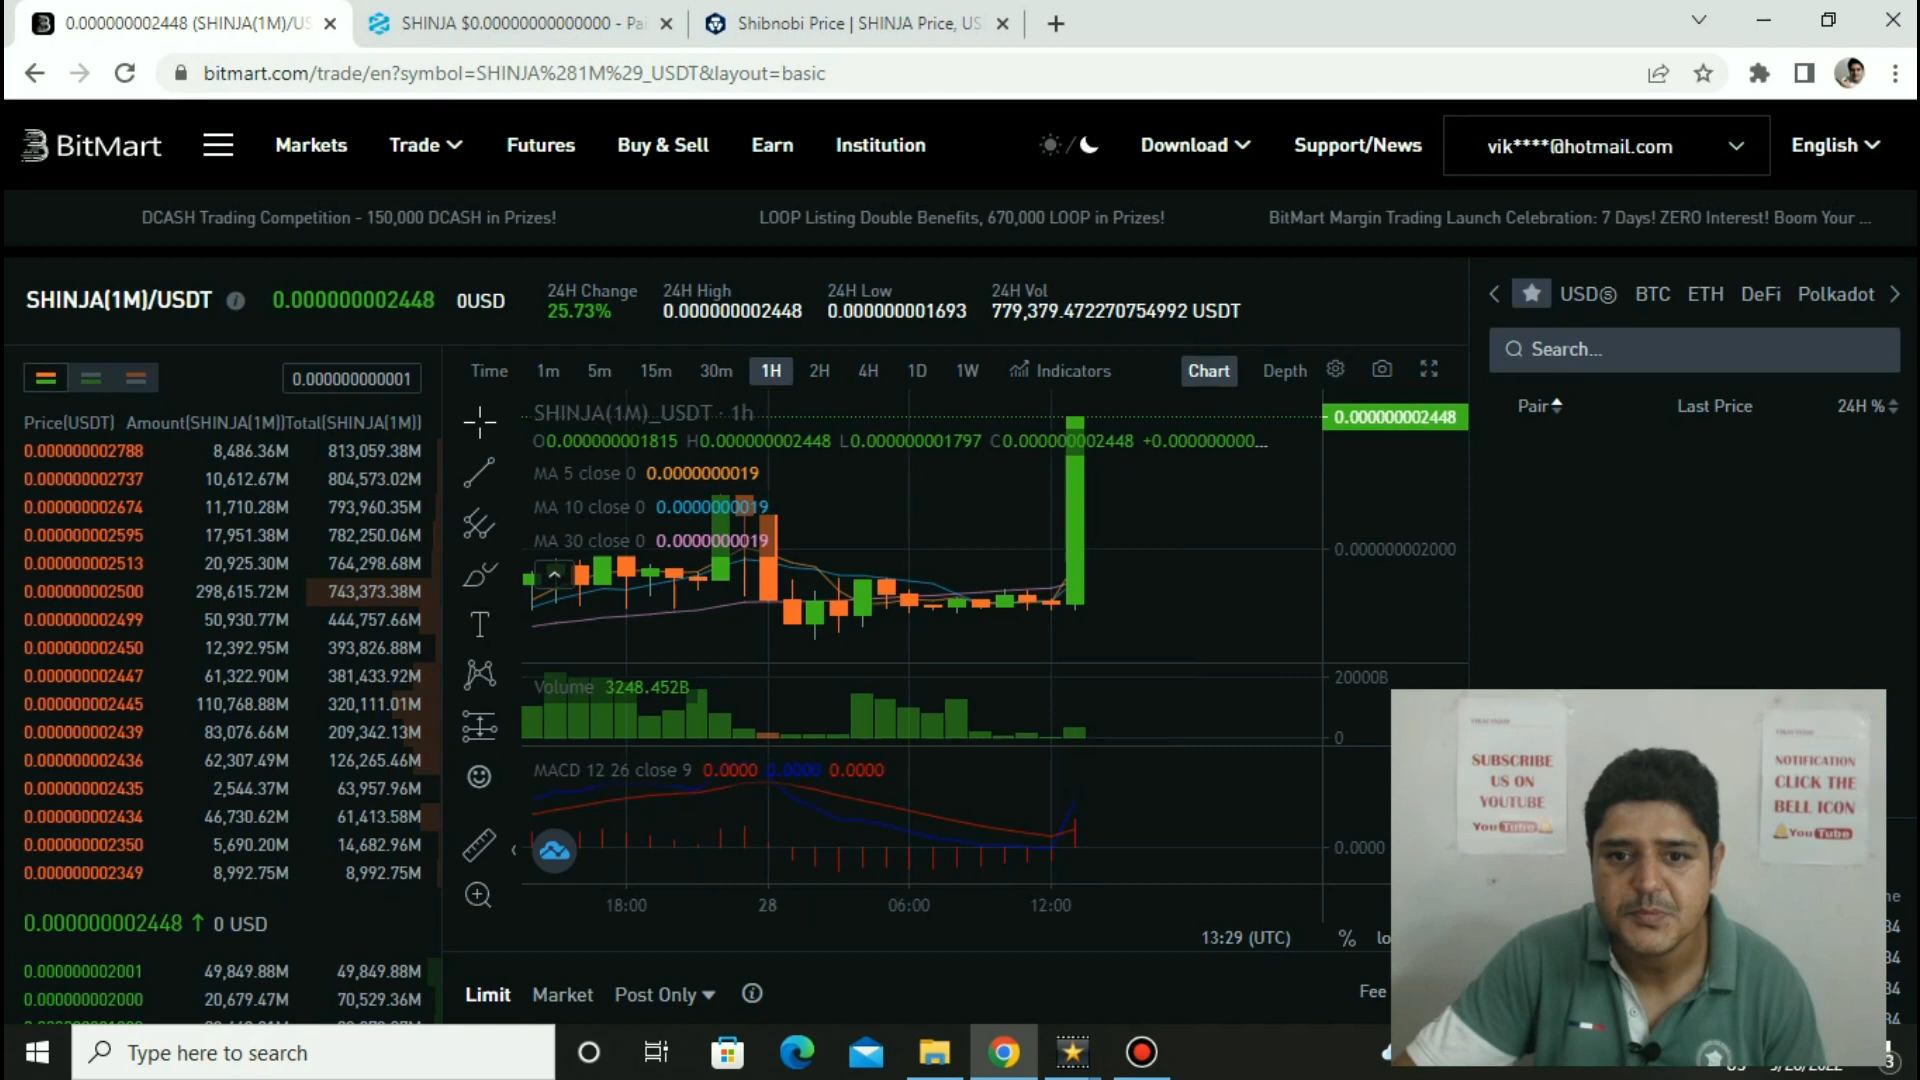 0.000000002448 (SHINJA(1M)/US
SHINJA $0.00000000000000 - Pai
Shibnobi Price | SHINJA Price, US
bitmart.com/trade/en?symbol=SHINJA%281M%29_USDT&layout=basic
BitMart
Markets
Trade
Futures
Buy & Sell
Earn
Institution
Download
Support/News
vik****@hotmail.com
English
DCASH Trading Competition - 150,000 DCASH in Prizes!
LOOP Listing Double Benefits, 670,000 LOOP in Prizes!
BitMart Margin Trading Launch Celebration: 7 Days! ZERO Interest! Boom Your ...
SHINJA(1M)/USDT
0.000000002448
0USD
24H Change
25.73%
24H High
0.000000002448
24H Low
0.000000001693
24H Vol
779,379.472270754992 USDT
USDⓈ BTC ETH DeFi Polkadot
Search...
Pair Last Price 24H %
0.000000000001
Price(USDT) Amount(SHINJA(1M)) Total(SHINJA(1M))
0.000000002788 8,486.36M 813,059.38M
0.000000002737 10,612.67M 804,573.02M
0.000000002674 11,710.28M 793,960.35M
0.000000002595 17,951.38M 782,250.06M
0.000000002513 20,925.30M 764,298.68M
0.000000002500 298,615.72M 743,373.38M
0.000000002499 50,930.77M 444,757.66M
0.000000002450 12,392.95M 393,826.88M
0.000000002447 61,322.90M 381,433.92M
0.000000002445 110,768.88M 320,111.01M
0.000000002439 83,076.66M 209,342.13M
0.000000002436 62,307.49M 126,265.46M
0.000000002435 2,544.37M 63,957.96M
0.000000002434 46,730.62M 61,413.58M
0.000000002350 5,690.20M 14,682.96M
0.000000002349 8,992.75M 8,992.75M
0.000000002448 ↑ 0 USD
0.000000002001 49,849.88M 49,849.88M
0.000000002000 20,679.47M 70,529.36M
Time 1m 5m 15m 30m 1H 2H 4H 1D 1W Indicators
Chart Depth
SHINJA(1M)_USDT · 1h
O0.000000001815 H0.000000002448 L0.000000001797 C0.000000002448 +0.000000000...
MA 5 close 0 0.0000000019
MA 10 close 0 0.0000000019
MA 30 close 0 0.0000000019
0.000000002448
0.000000002000
Volume 3248.452B
20000B
0
MACD 12 26 close 9 0.0000 0.0000 0.0000
0.0000
18:00 28 06:00 12:00
13:29 (UTC) % lo
Limit Market Post Only
Fee
SUBSCRIBE
US ON
YOUTUBE
YouTube
NOTIFICATION
CLICK THE
BELL ICON
YouTube
Type here to search